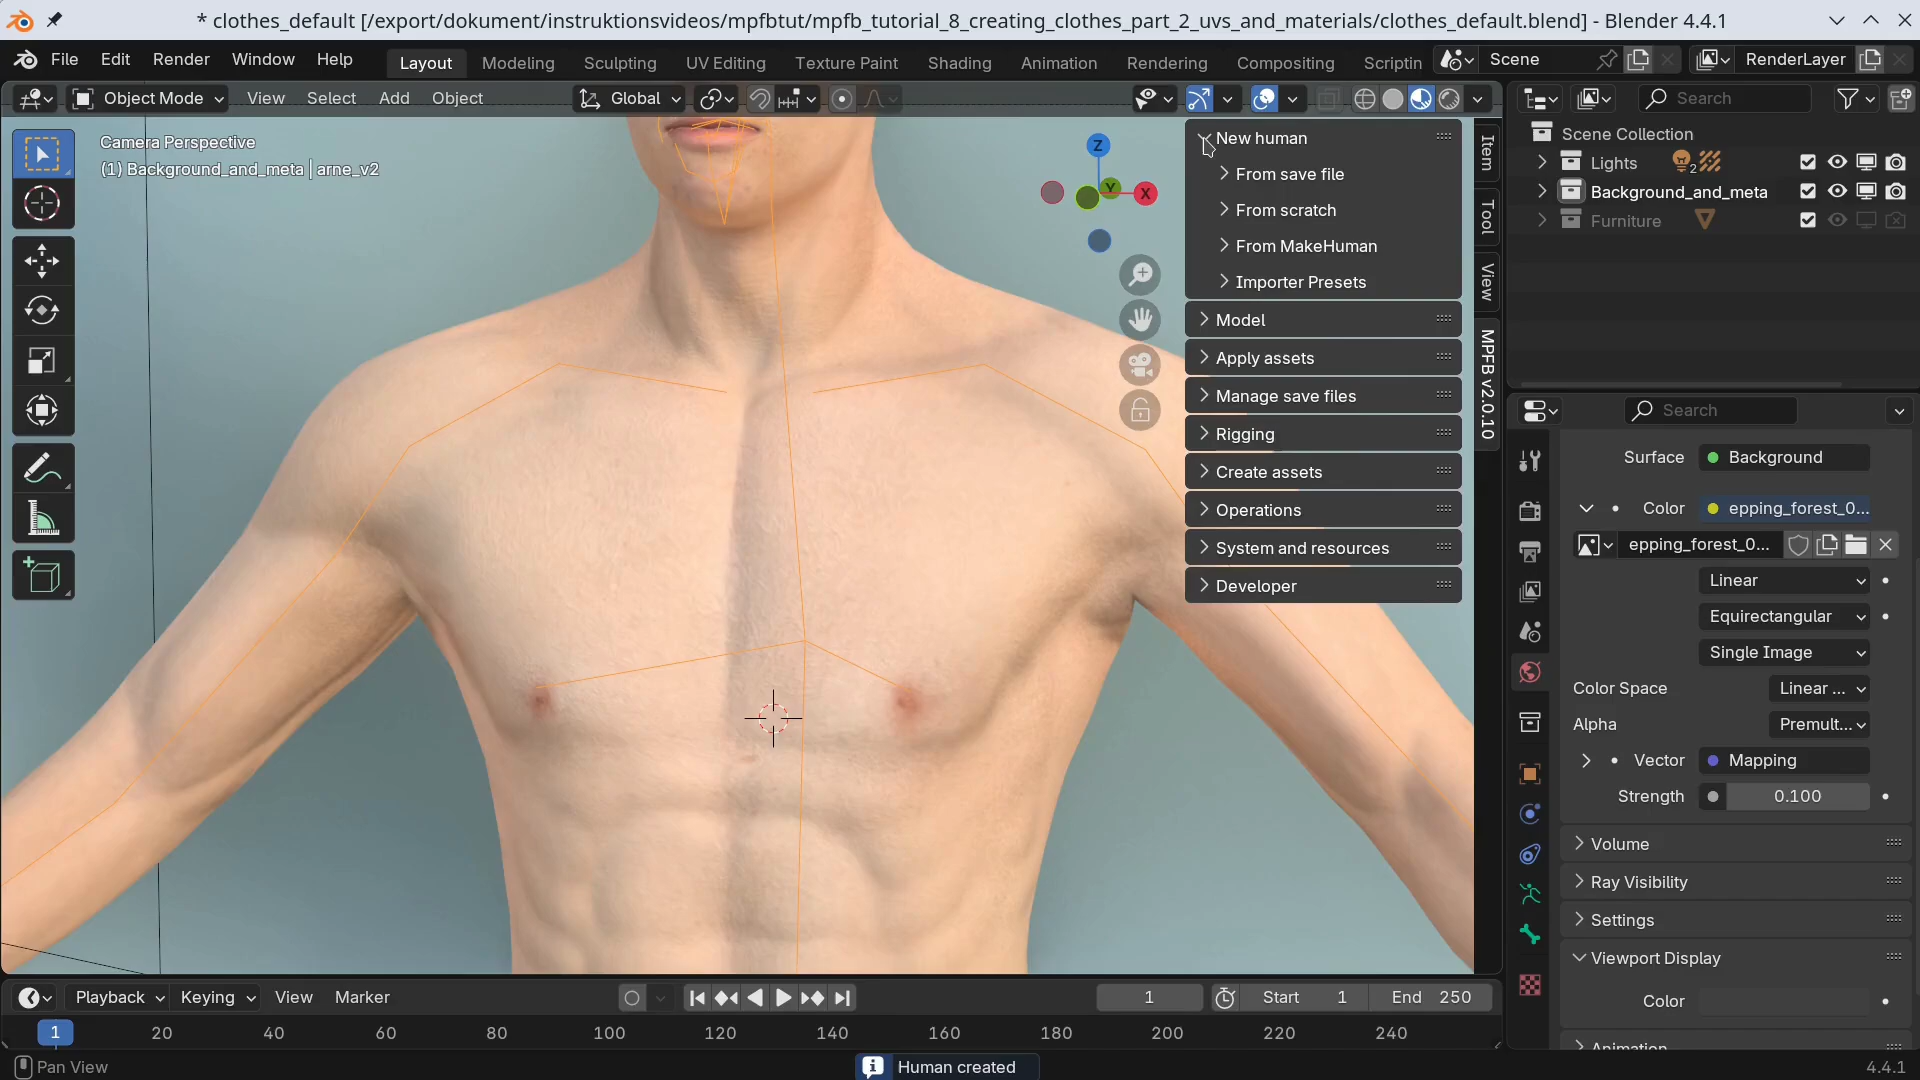 * clothes_default [/export/dokument/instruktionsvideos/mpfbtut/mpfb_tutorial_8_creating_clothes_part_2_uvs_and_materials/clothes_default.blend] - Blender 4.4.1
File Edit Render Window Help Layout Modeling Sculpting UV Editing Texture Paint Shading Animation Rendering Compositing Scriptin Scene RenderLayer
Object Mode View Select Add Object Global Search
Camera Perspective
(1) Background_and_meta | arne_v2
Z
Y
X
New human
From save file
From scratch
From MakeHuman
Importer Presets
Model
Apply assets
Manage save files
Rigging
Create assets
Operations
System and resources
Developer
Item
Tool
View
MPFB v2.0.10
Scene Collection
Lights 2
Background_and_meta
Furniture
Search
Surface Background
Color epping_forest_0...
epping_forest_0...
Linear
Equirectangular
Single Image
Color Space Linear ...
Alpha Premult...
Vector Mapping
Strength 0.100
Volume
Ray Visibility
Settings
Viewport Display
Color
Animation
Playback Keying View Marker 1 Start 1 End 250
1 20 40 60 80 100 120 140 160 180 200 220 240
Pan View Human created 4.4.1